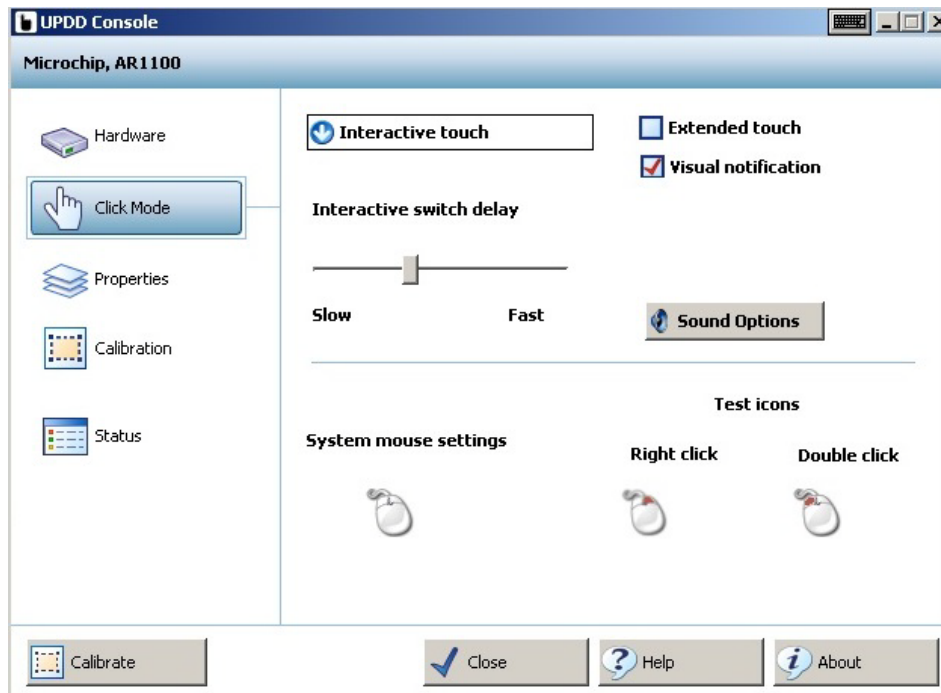 UPDD Console
Microchip, AR1100
Hardware
Click Mode
Properties
Calibration
Status
Interactive touch
Extended touch
Visual notification
Interactive switch delay
Slow Fast
Sound Options
Test icons
System mouse settings
Right click Double click
Calibrate
Close
Help
About